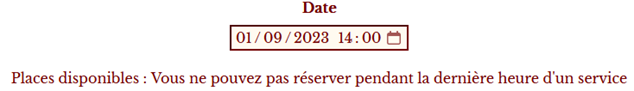 Date
01/09/2023 14:00
Places disponibles : Vous ne pouvez pas réserver pendant la dernière heure d'un service